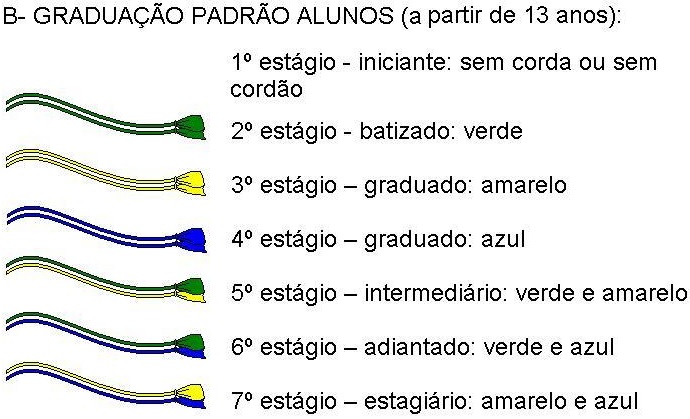 B- GRADUAÇÃO PADRÃO ALUNOS (a partir de 13 anos):
1º estágio - iniciante: sem corda ou sem
cordão
2º estágio - batizado: verde
3º estágio – graduado: amarelo
4º estágio – graduado: azul
5º estágio – intermediário: verde e amarelo
6º estágio – adiantado: verde e azul
7º estágio – estagiário: amarelo e azul